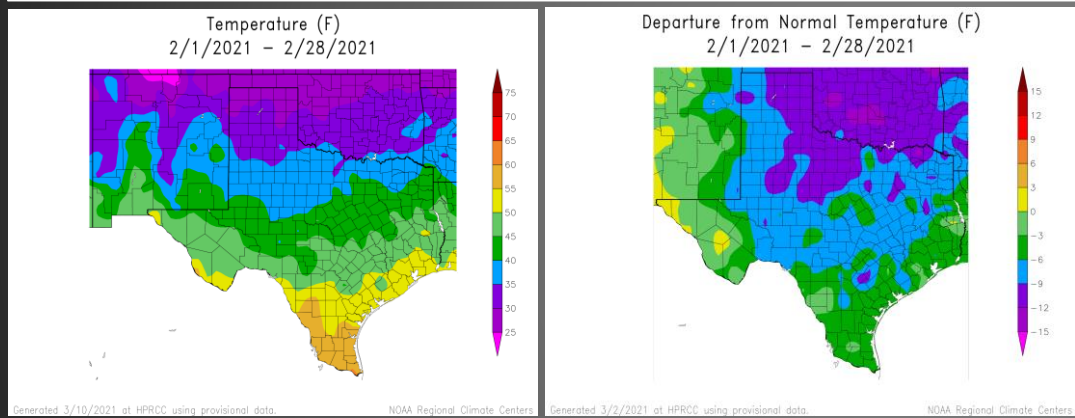 Temperature (F)
2/1/2021 – 2/28/2021
75
70
65
60
55
50
45
40
35
30
25
Generated 3/10/2021 at HPRCC using provisional data.
NOAA Regional Climate Centers
Departure from Normal Temperature (F)
2/1/2021 – 2/28/2021
15
12
9
6
3
0
-3
-6
-9
-12
-15
Generated 3/2/2021 at HPRCC using provisional data.
NOAA Regional Climate Centers